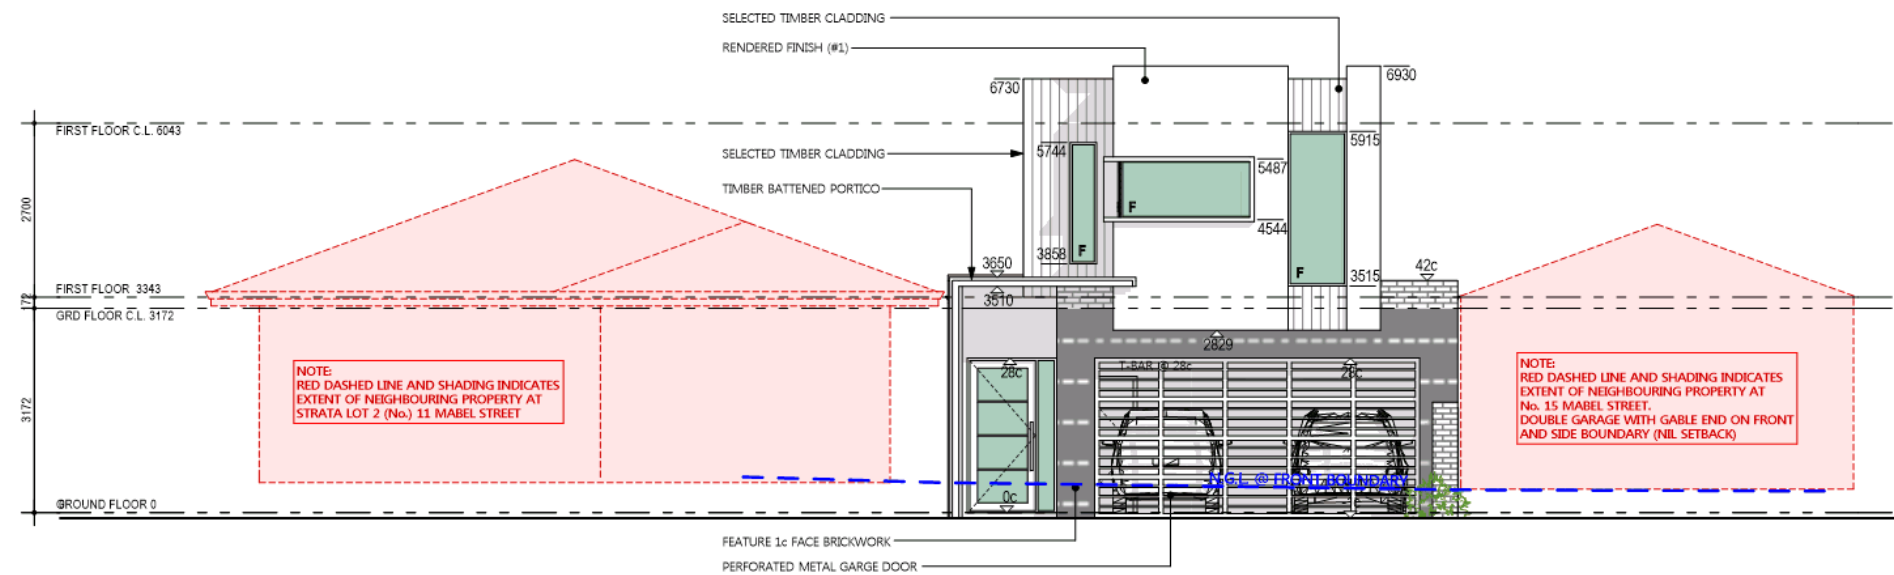 SELECTED TIMBER CLADDING
RENDERED FINISH (#1)
6930
6730
FIRST FLOOR C.L. 6043
5915
5744
SELECTED TIMBER CLADDING
5487
TIMBER BATTENED PORTICO
F
4544
3858
F
3650
42c
F
3515
FIRST FLOOR 3343
3510
GRD FLOOR C.L. 3172
2700
172
3172
2829
T-BAR @ 28c
28c
28c
NOTE:
RED DASHED LINE AND SHADING INDICATES
EXTENT OF NEIGHBOURING PROPERTY AT
STRATA LOT 2 (No.) 11 MABEL STREET
NOTE:
RED DASHED LINE AND SHADING INDICATES
EXTENT OF NEIGHBOURING PROPERTY AT
No. 15 MABEL STREET.
DOUBLE GARAGE WITH GABLE END ON FRONT
AND SIDE BOUNDARY (NIL SETBACK)
N.G.L. @ FRONT BOUNDARY
0c
GROUND FLOOR 0
FEATURE 1c FACE BRICKWORK
PERFORATED METAL GARGE DOOR